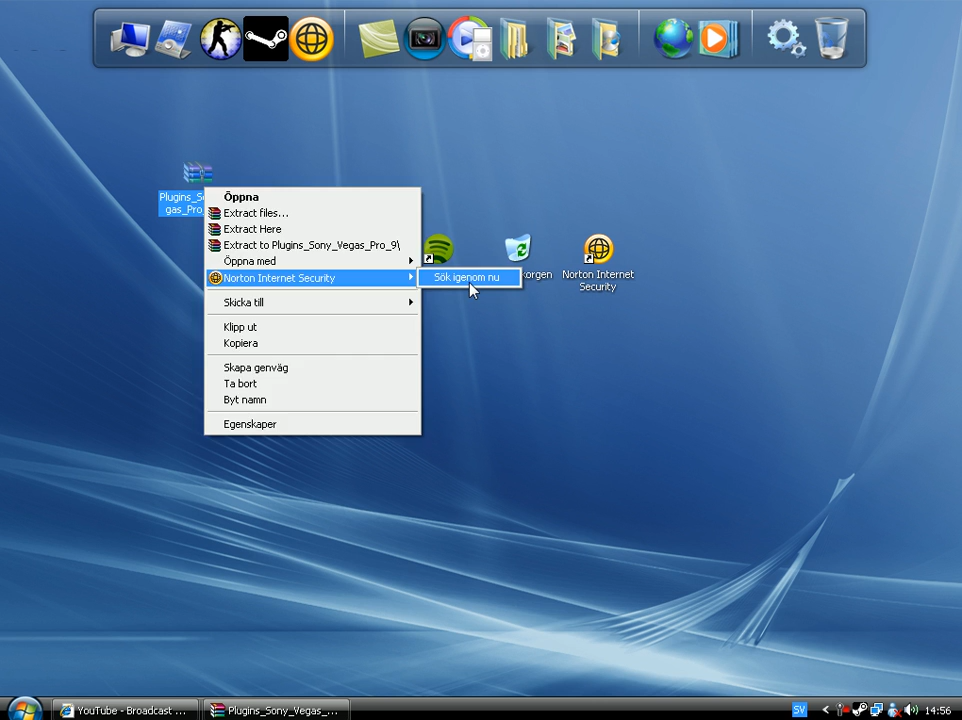 Plugins_S
gas_Pro_
Öppna
Extract files...
Extract Here
Extract to Plugins_Sony_Vegas_Pro_9\
Öppna med
Norton Internet Security
Sök igenom nu
Skicka till
Klipp ut
Kopiera
Skapa genväg
Ta bort
Byt namn
Egenskaper
korgen
Norton Internet
Security
YouTube - Broadcast ...
Plugins_Sony_Vegas_...
SV
14:56